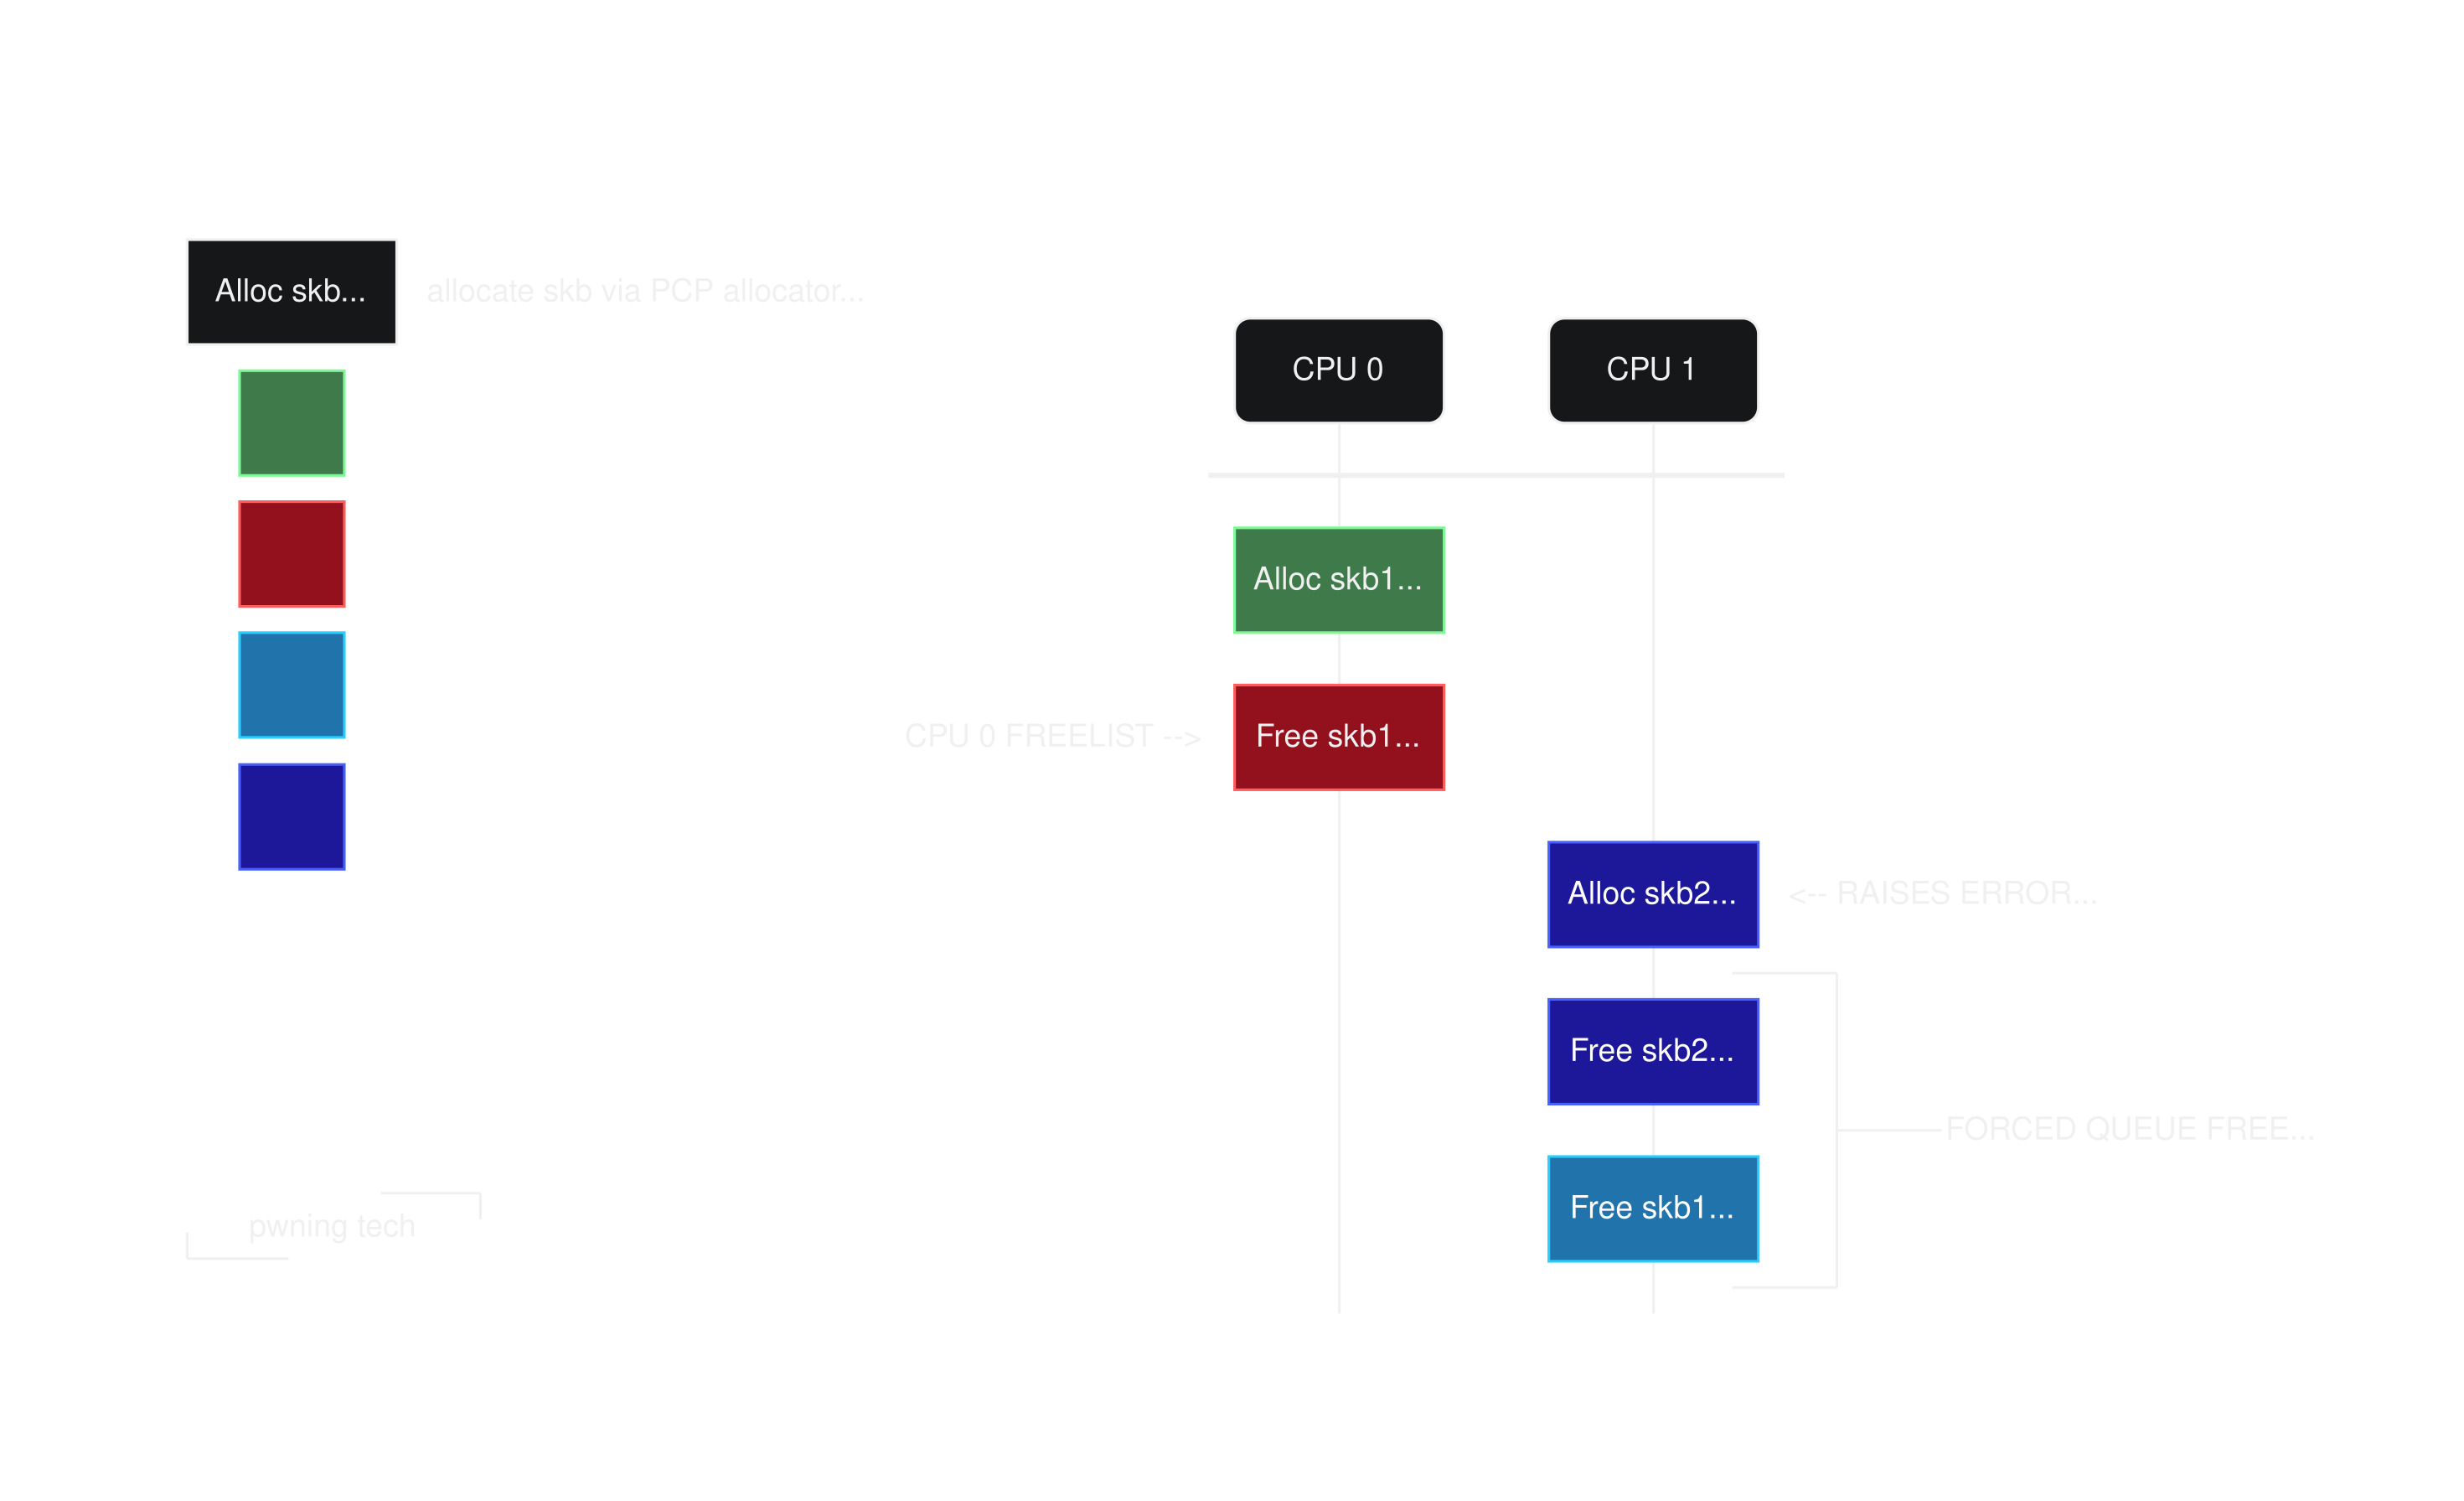 Alloc skb...
allocate skb via PCP allocator...
CPU 0
CPU 1
Alloc skb1...
CPU 0 FREELIST -->
Free skb1...
Alloc skb2...
<-- RAISES ERROR...
Free skb2...
FORCED QUEUE FREE...
Free skb1...
pwning tech